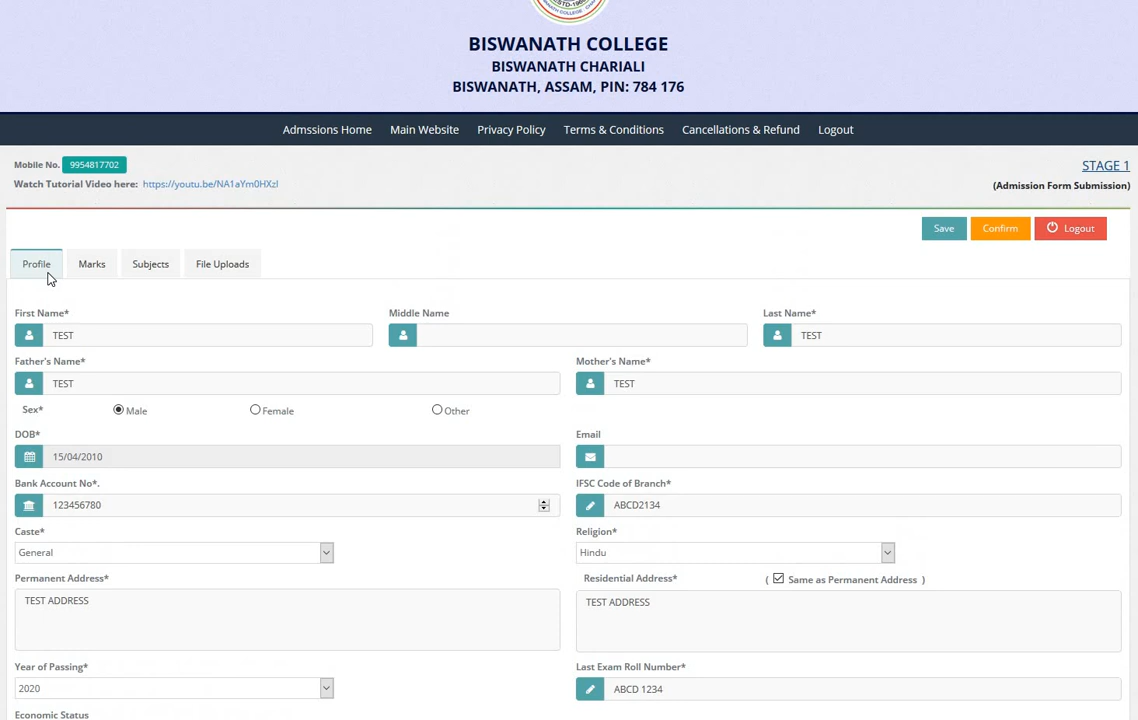 BISWANATH COLLEGE
BISWANATH CHARIALI
BISWANATH, ASSAM, PIN: 784 176
Admssions Home Main Website Privacy Policy Terms & Conditions Cancellations & Refund Logout
Moblle No. 9954817702
STAGE 1
Watch Tutorial Video here: https://youtu.be/NA1aYm0HXzI
(Admission Form Submission)
Save Confirm Logout
Profile Marks Subjects File Uploads
First Name* Middle Name Last Name*
TEST TEST
Father's Name* Mother's Name*
TEST TEST
Sex* Male Female Other
DOB* Email
15/04/2010
Bank Account No*. IFSC Code of Branch*
123456780 ABCD2134
Caste* Religion*
General Hindu
Permanent Address* Residential Address* ( Same as Permanent Address )
TEST ADDRESS TEST ADDRESS
Year of Passing* Last Exam Roll Number*
2020 ABCD 1234
Economic Status